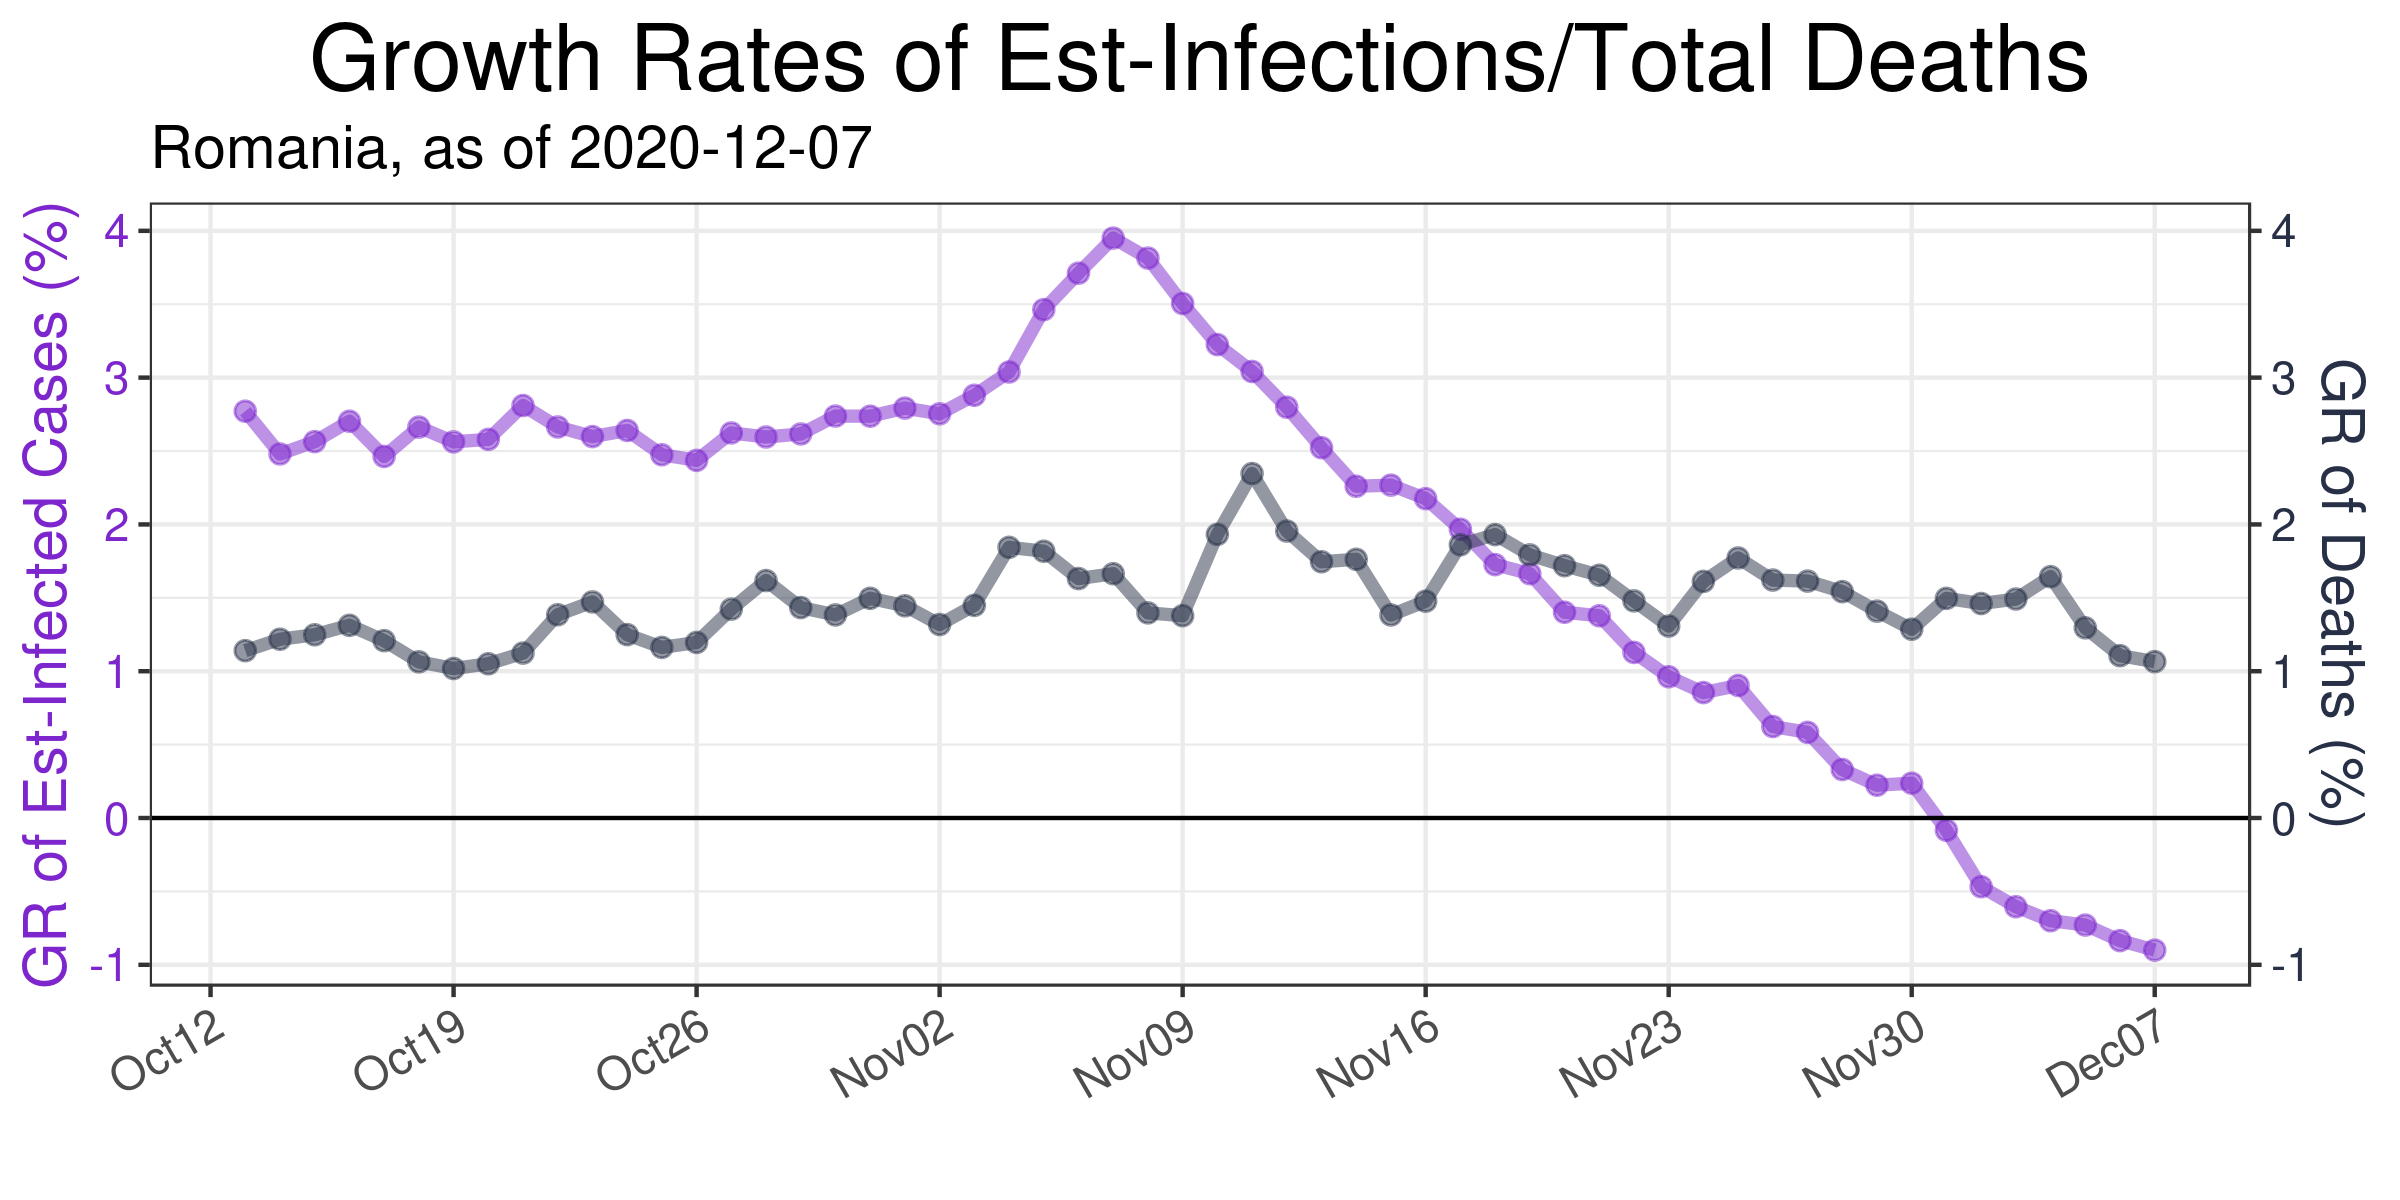 Growth Rates of Est-Infections/Total Deaths
Romania, as of 2020-12-07
GR of Est-Infected Cases (%)
4
3
2
1
0
-1
4
3
2
1
0
-1
GR of Deaths (%)
Oct12
Oct19
Oct26
Nov02
Nov09
Nov16
Nov23
Nov30
Dec07